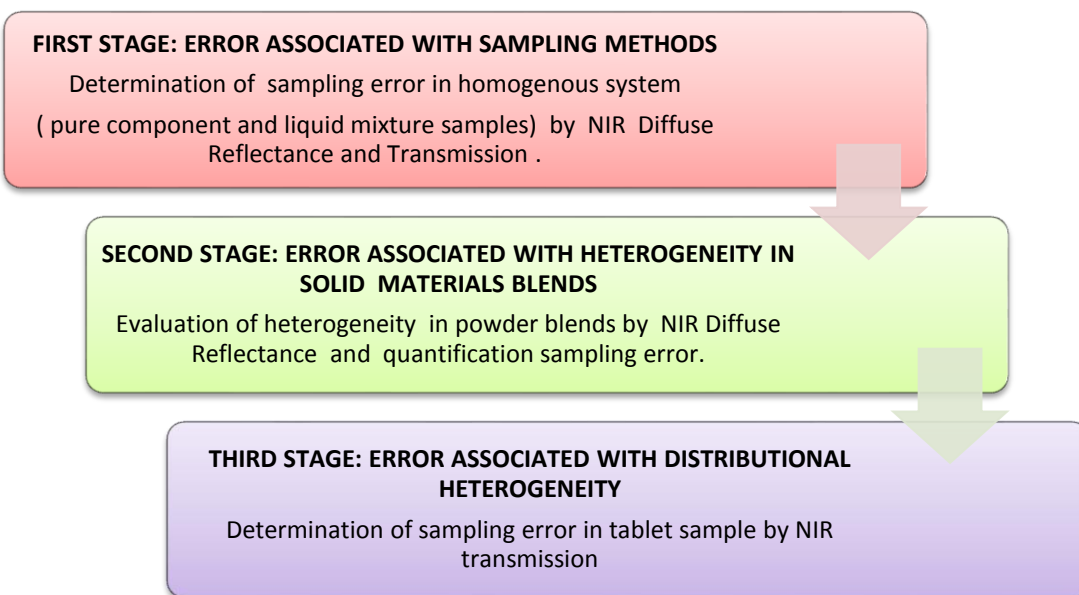 FIRST STAGE: ERROR ASSOCIATED WITH SAMPLING METHODS
Determination of sampling error in homogenous system
( pure component and liquid mixture samples) by NIR Diffuse
Reflectance and Transmission .
SECOND STAGE: ERROR ASSOCIATED WITH HETEROGENEITY IN
SOLID MATERIALS BLENDS
Evaluation of heterogeneity in powder blends by NIR Diffuse
Reflectance and quantification sampling error.
THIRD STAGE: ERROR ASSOCIATED WITH DISTRIBUTIONAL
HETEROGENEITY
Determination of sampling error in tablet sample by NIR
transmission